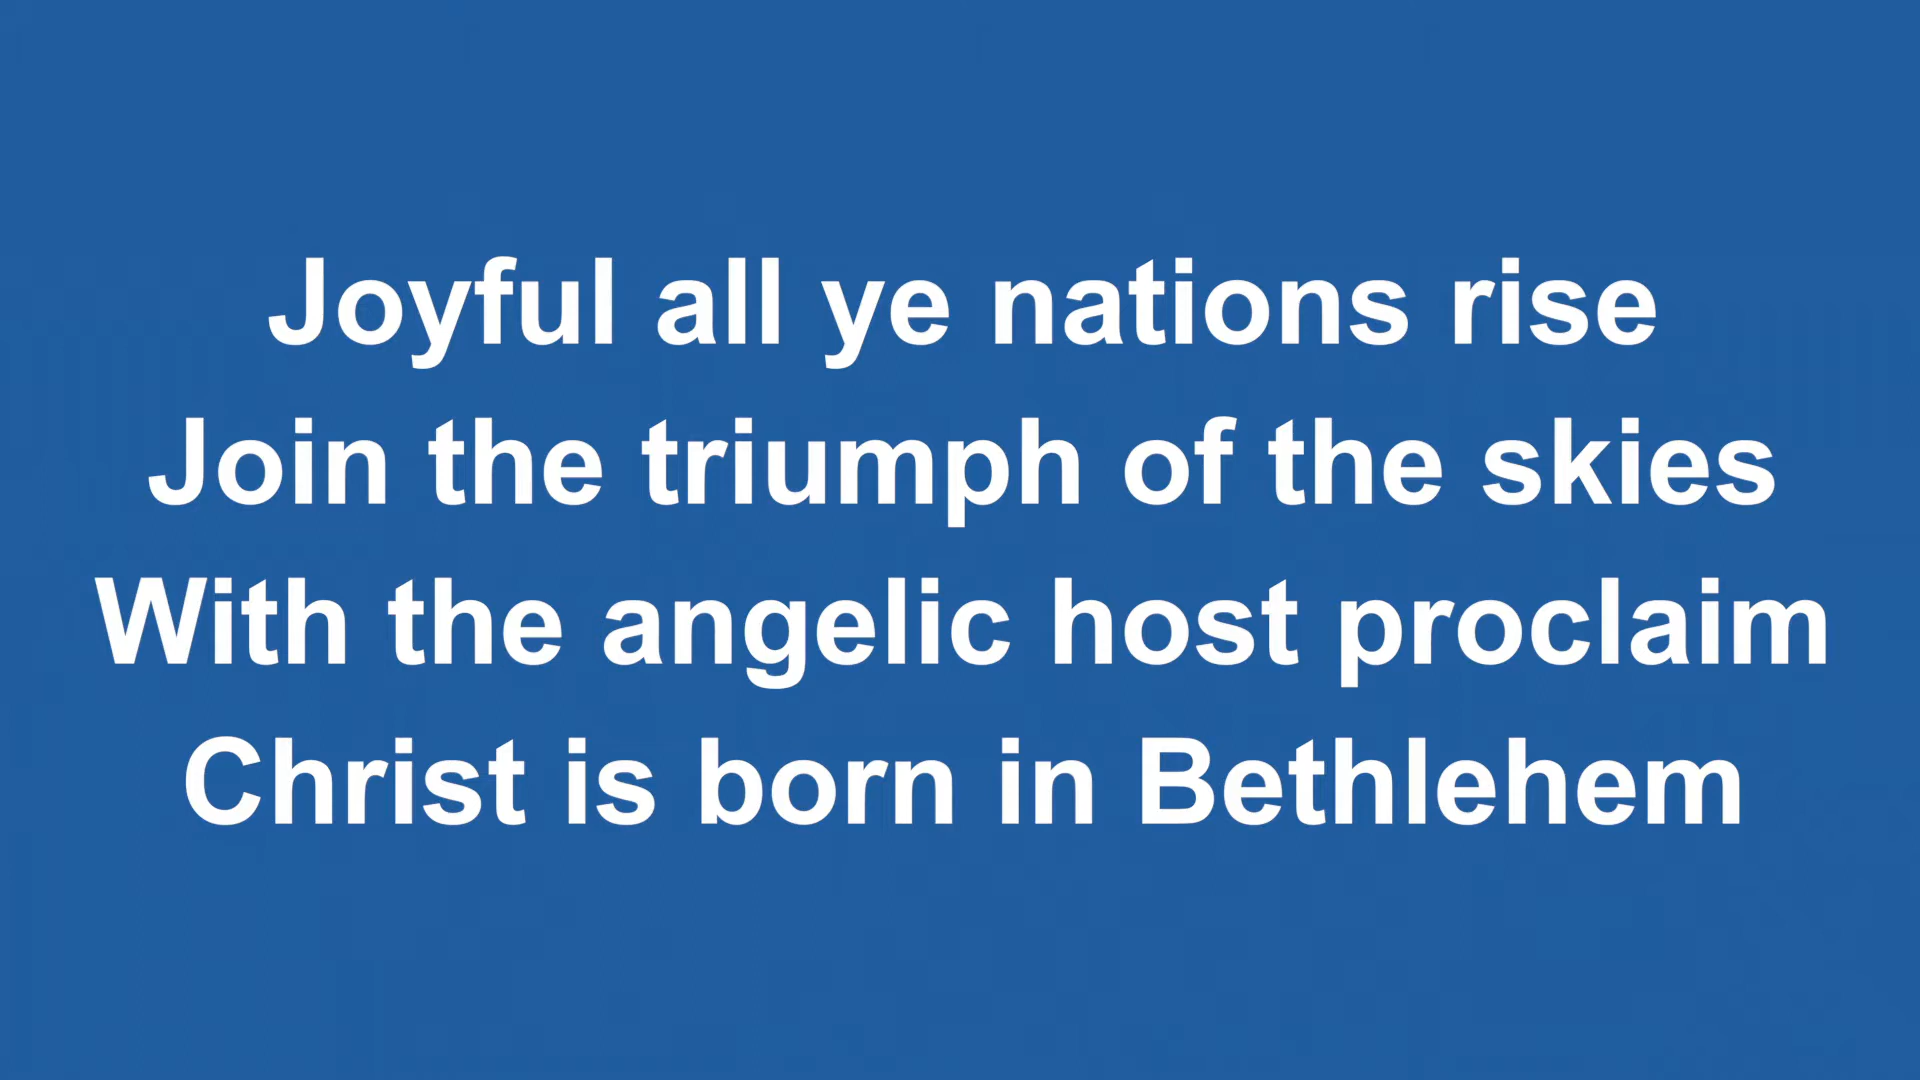 Joyful all ye nations rise
Join the triumph of the skies
With the angelic host proclaim
Christ is born in Bethlehem